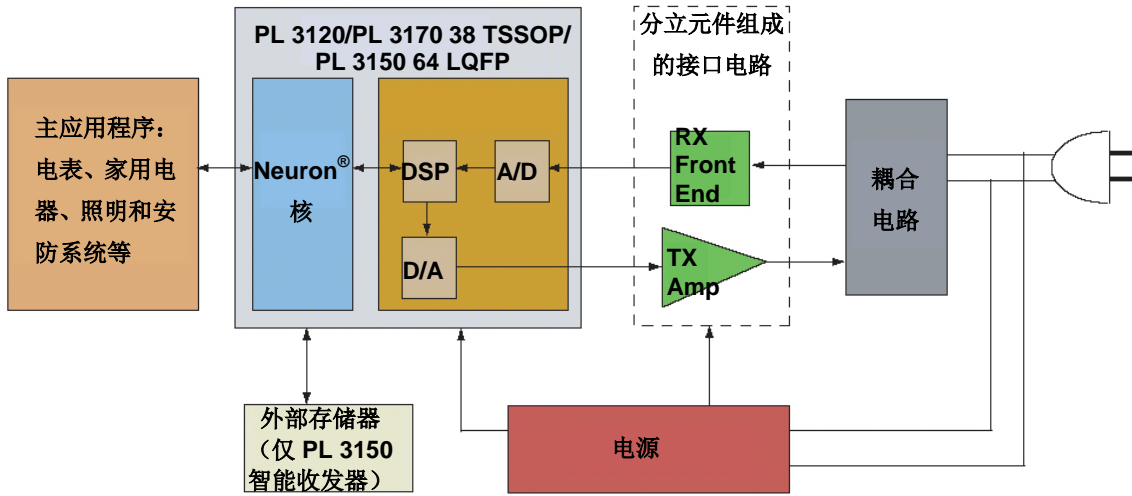 PL 3120/PL 3170 38 TSSOP/
PL 3150 64 LQFP
分立元件组成
的接口电路
主应用程序：
电表、家用电
器、照明和安
防系统等
Neuron®
核
DSP
A/D
D/A
RX
Front
End
TX
Amp
耦合
电路
外部存储器
（仅 PL 3150
智能收发器）
电源